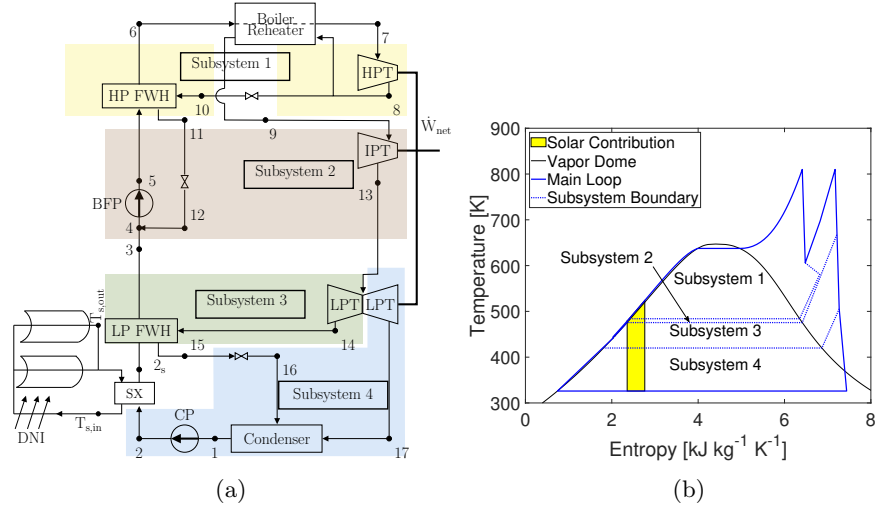 6
Boiler
Reheater
7
Subsystem 1
HPT
HP FWH
10
8
11
9
Ẇnet
Subsystem 2
IPT
5
BFP
13
12
4
3
Subsystem 3
LPT
LPT
Ts,out
LP FWH
15
14
2s
16
Subsystem 4
SX
CP
DNI
Ts,in
Condenser
2
1
17
(a)
Solar Contribution
Vapor Dome
Main Loop
Subsystem Boundary
Subsystem 2
Subsystem 1
Subsystem 3
Subsystem 4
900
800
700
600
500
400
300
Temperature [K]
0 2 4 6 8
Entropy [kJ kg-1 K-1]
(b)